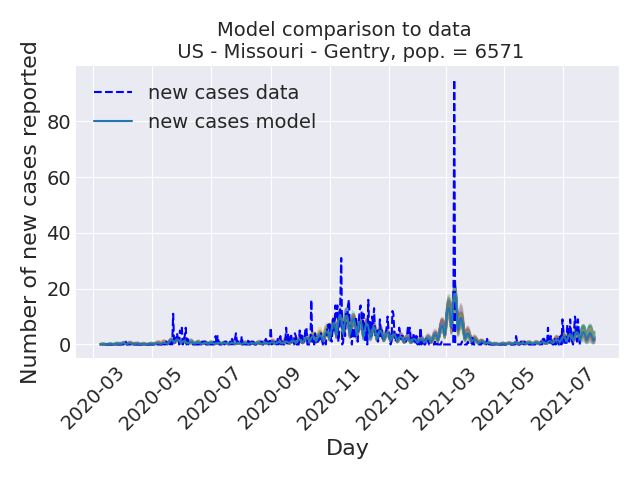 Model comparison to data
US - Missouri - Gentry, pop. = 6571
Number of new cases reported
new cases data
new cases model
80
60
40
20
0
2020-03
2020-05
2020-07
2020-09
2020-11
2021-01
2021-03
2021-05
2021-07
Day